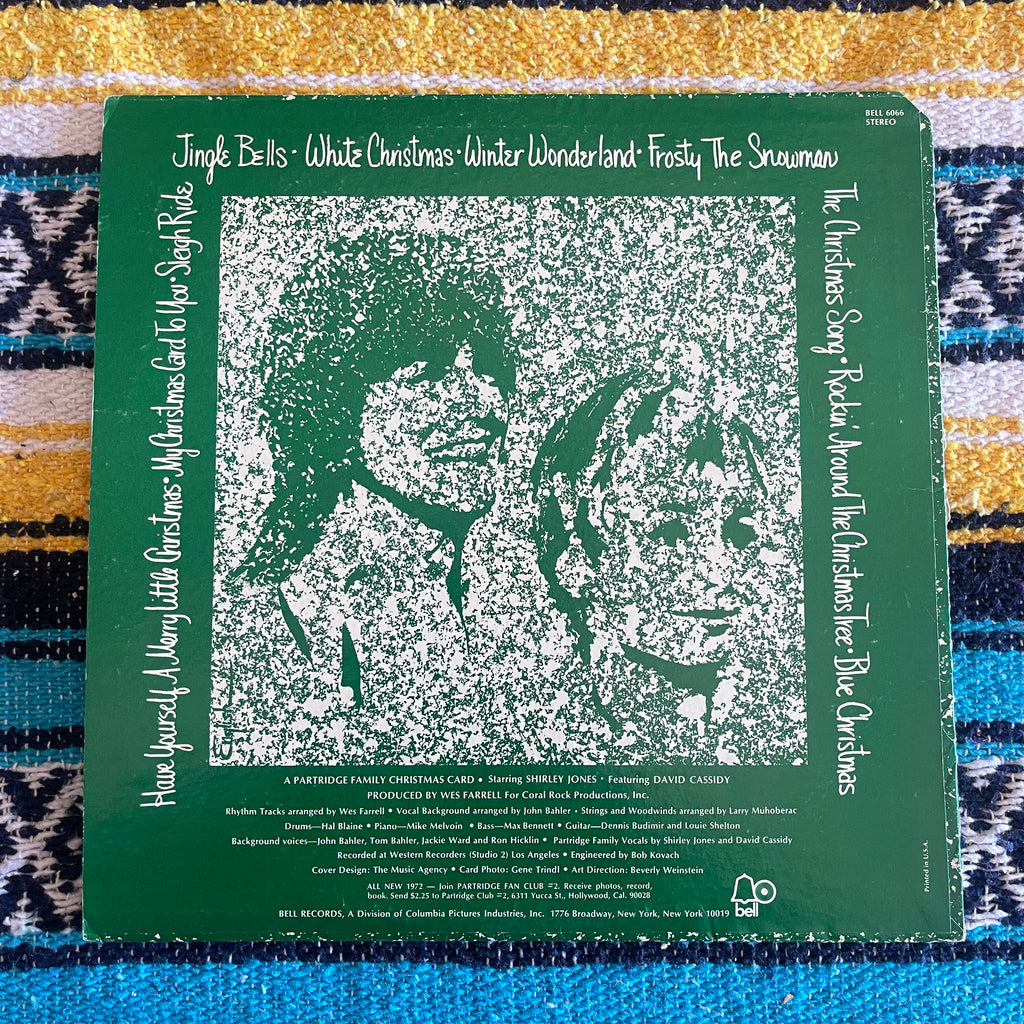 BELL 6066
STEREO
Jingle Bells · White Christmas · Winter Wonderland · Frosty The Snowman
The Christmas Song · Rockin' Around The Christmas Tree · Blue Christmas
Have Yourself A Merry Little Christmas · My Christmas Card To You · Sleigh Ride
A PARTRIDGE FAMILY CHRISTMAS CARD • Starring SHIRLEY JONES • Featuring DAVID CASSIDY
PRODUCED BY WES FARRELL For Coral Rock Productions, Inc.
Rhythm Tracks arranged by Wes Farrell • Vocal Background arranged by John Bahler • Strings and Woodwinds arranged by Larry Muhoberac
Drums—Hal Blaine • Piano—Mike Melvoin • Bass—Max Bennett • Guitar—Dennis Budimir and Louie Shelton
Background voices—John Bahler, Tom Bahler, Jackie Ward and Ron Hicklin • Partridge Family Vocals by Shirley Jones and David Cassidy
Recorded at Western Recorders (Studio 2) Los Angeles • Engineered by Bob Kovach
Cover Design: The Music Agency • Card Photo: Gene Trindl • Art Direction: Beverly Weinstein
ALL NEW 1972 — Join PARTRIDGE FAN CLUB #2. Receive photos, record,
book. Send $2.25 to Partridge Club #2, 6311 Yucca St., Hollywood, Cal. 90028
BELL RECORDS, A Division of Columbia Pictures Industries, Inc. 1776 Broadway, New York, New York 10019
bell
Printed in U.S.A.